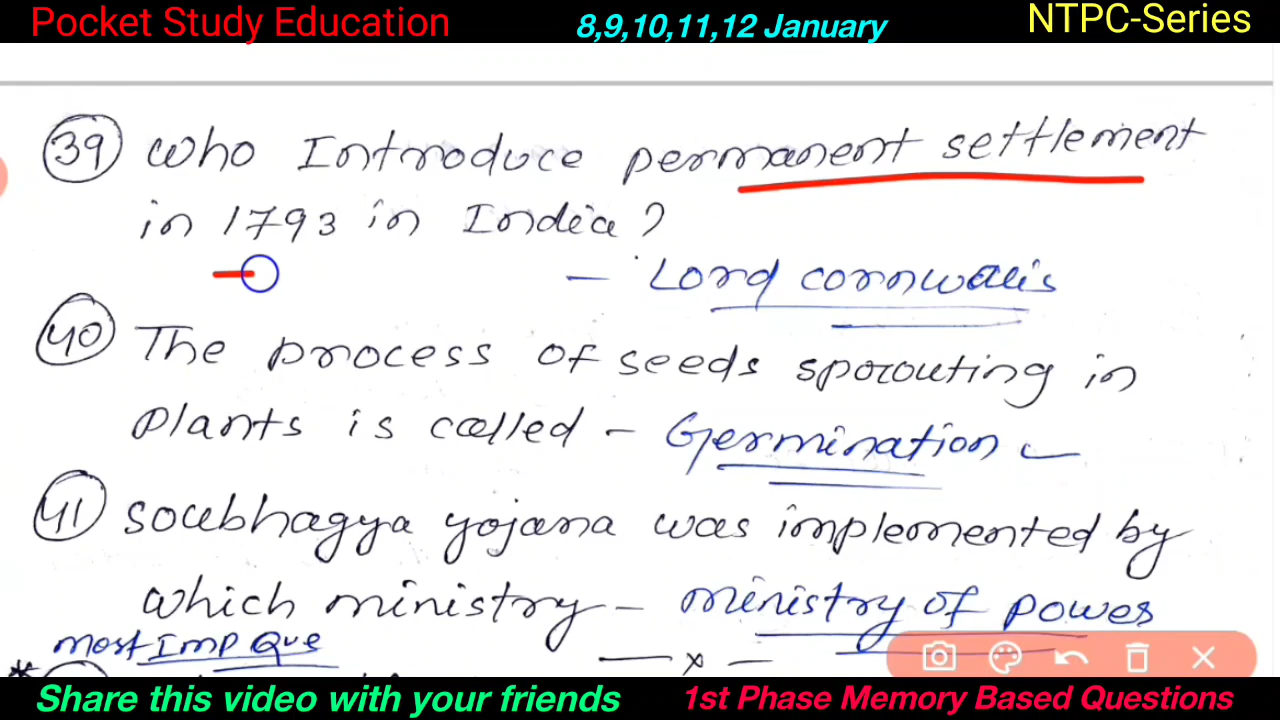 Pocket Study Education
8,9,10,11,12 January
NTPC-Series
39 who Introduce permanent settlement
in 1793 in India?
- Lord cornwallis
40 The process of seeds sprouting in
Plants is called - Germination
41 soubhagya yojana was implemented by
which ministry - ministry of power
most Imp Que
* 
Share this video with your friends
1st Phase Memory Based Questions